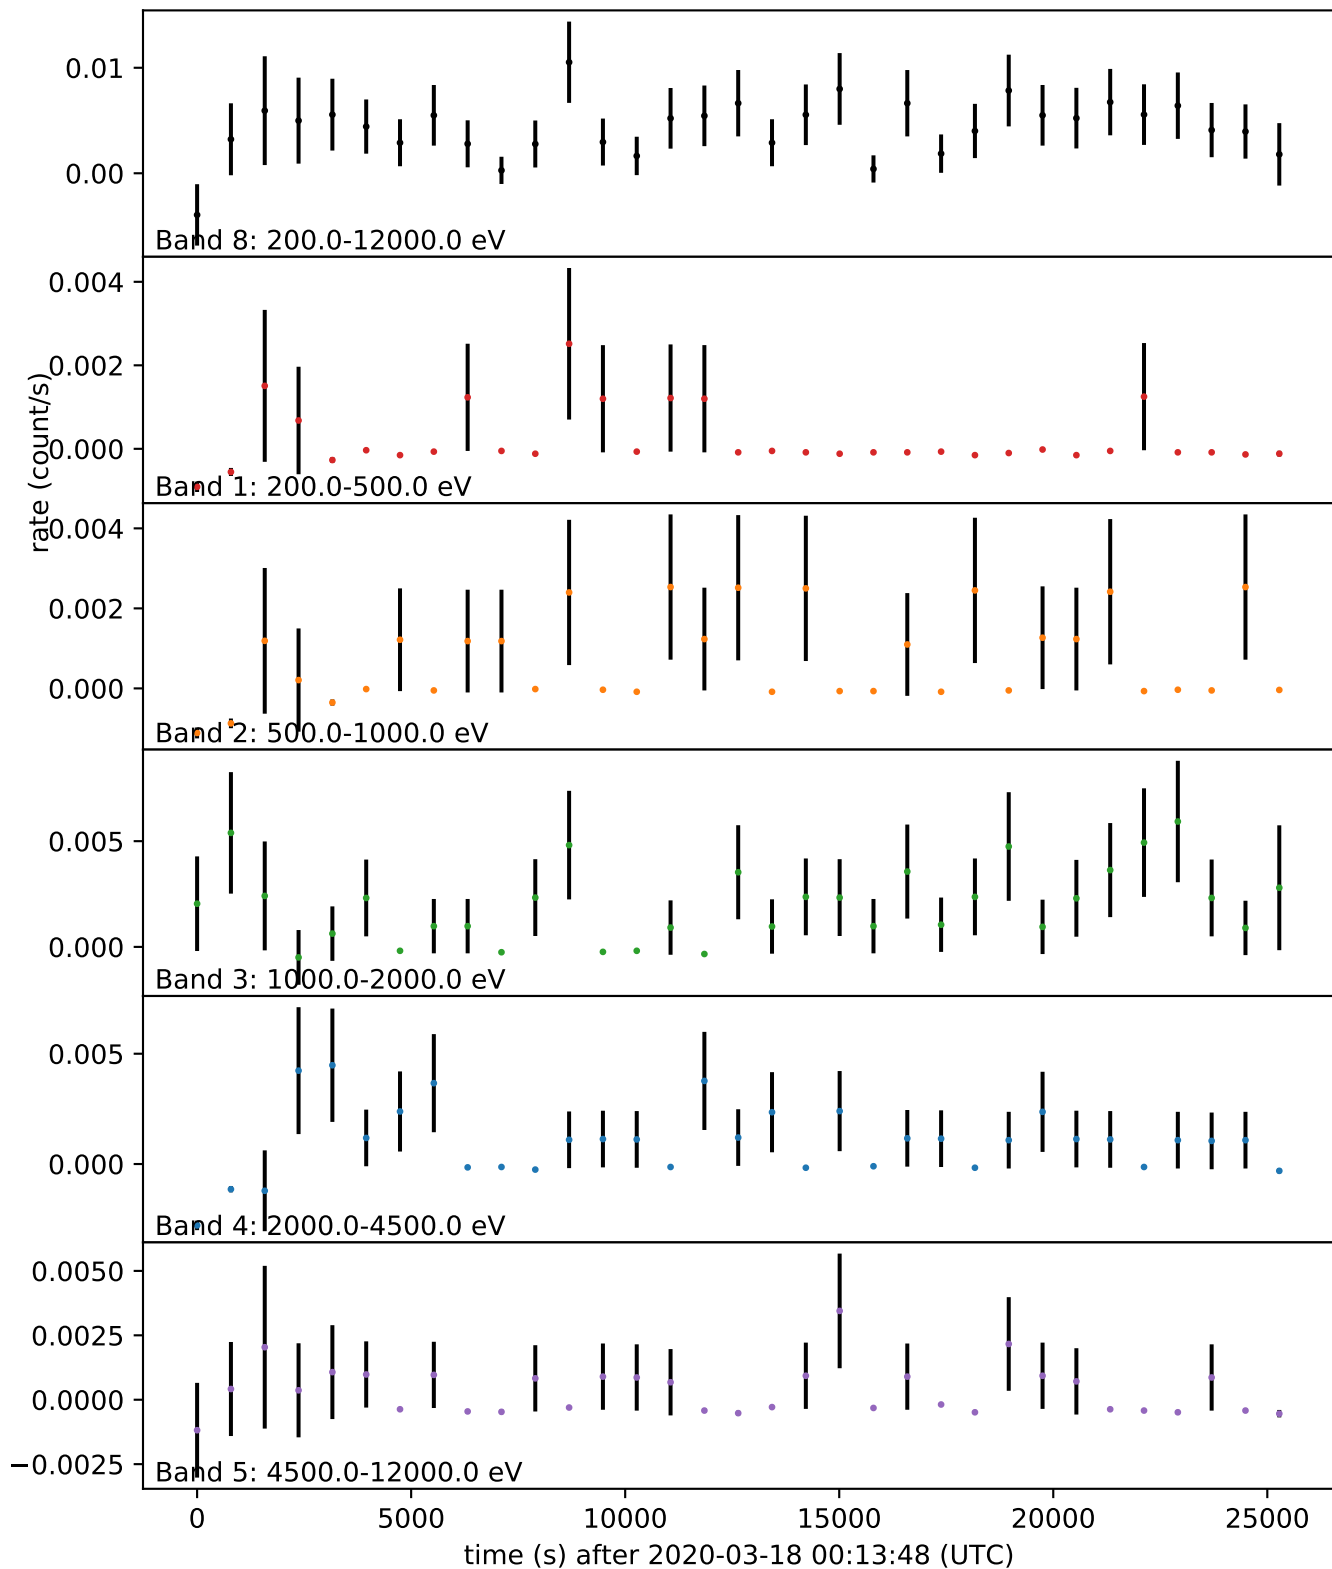 0.01
0.00
Band 8: 200.0-12000.0 eV
0.004
0.002
0.000
Band 1: 200.0-500.0 eV
rate (count/s)
0.004
0.002
0.000
Band 2: 500.0-1000.0 eV
0.005
0.000
Band 3: 1000.0-2000.0 eV
0.005
0.000
Band 4: 2000.0-4500.0 eV
0.0050
0.0025
0.0000
−0.0025
Band 5: 4500.0-12000.0 eV
0 5000 10000 15000 20000 25000
time (s) after 2020-03-18 00:13:48 (UTC)